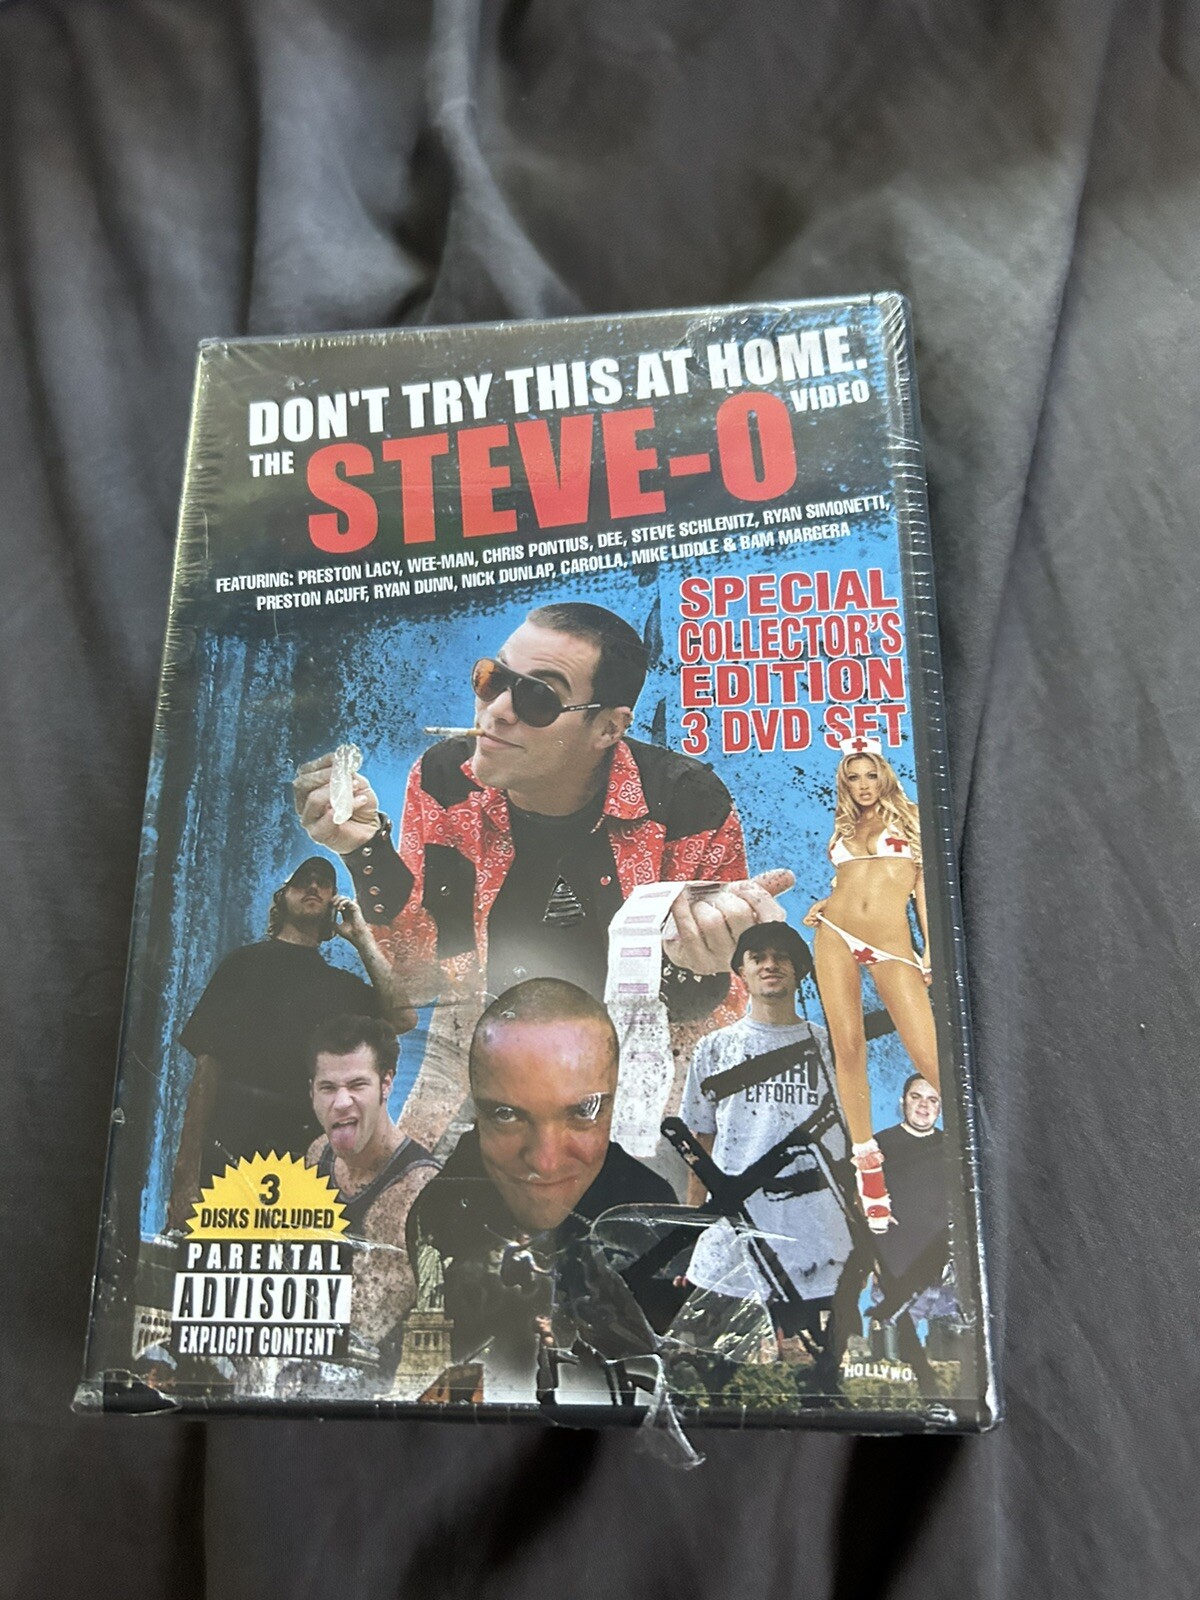 DON'T TRY THIS AT HOME.
THE STEVE-O VIDEO
FEATURING: PRESTON LACY, WEE-MAN, CHRIS PONTIUS, DEE, STEVE SCHLENITZ, RYAN SIMONETTI,
PRESTON ACUFF, RYAN DUNN, NICK DUNLAP, CAROLLA, MIKE LIDDLE & BAM MARGERA
SPECIAL
COLLECTOR'S
EDITION
3 DVD SET
EFFORT
3
DISKS INCLUDED
PARENTAL
ADVISORY
EXPLICIT CONTENT
HOLLYWO